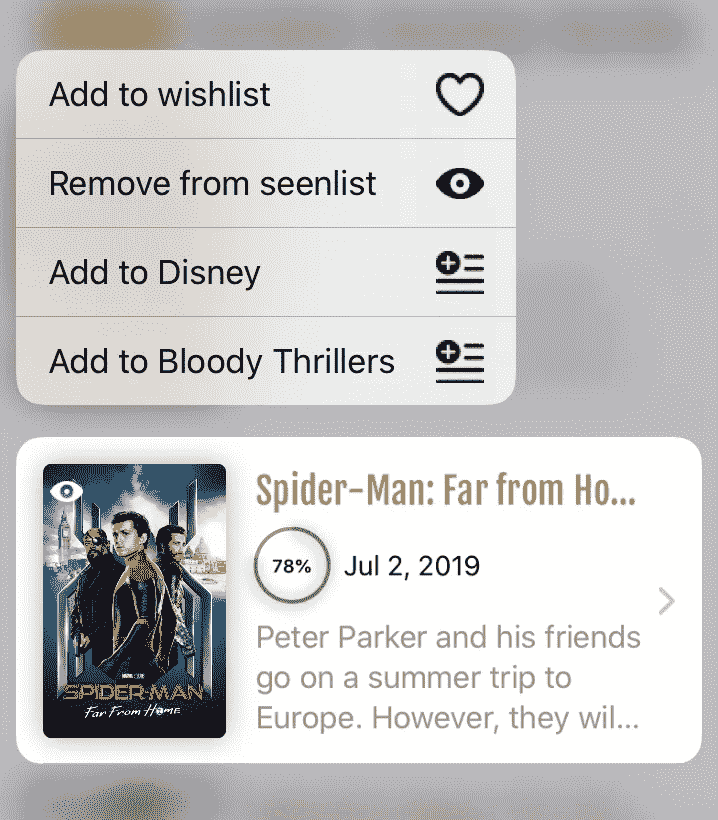 Add to wishlist
Remove from seenlist
Add to Disney
Add to Bloody Thrillers
Spider-Man: Far from Ho...
78%
Jul 2, 2019
Peter Parker and his friends
go on a summer trip to
Europe. However, they wil...
SPIDER-MAN
Far From Home